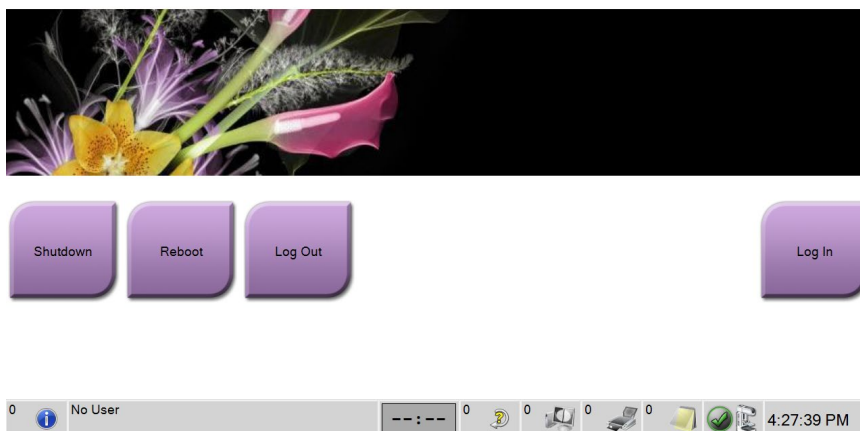 Shutdown
Reboot
Log Out
Log In
0
No User
--:--
0
0
0
0
4:27:39 PM